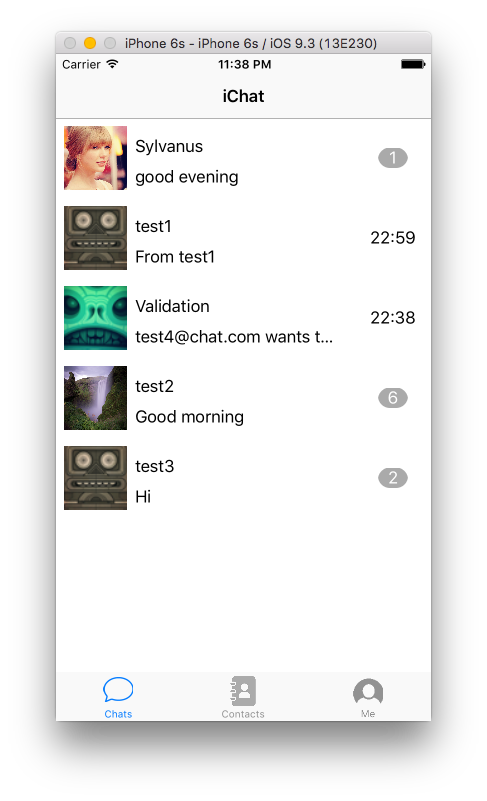 iPhone 6s - iPhone 6s / iOS 9.3 (13E230)
Carrier 11:38 PM
iChat
Sylvanus
1
good evening
test1
22:59
From test1
Validation
22:38
test4@chat.com wants t...
test2
6
Good morning
test3
2
Hi
Chats Contacts Me